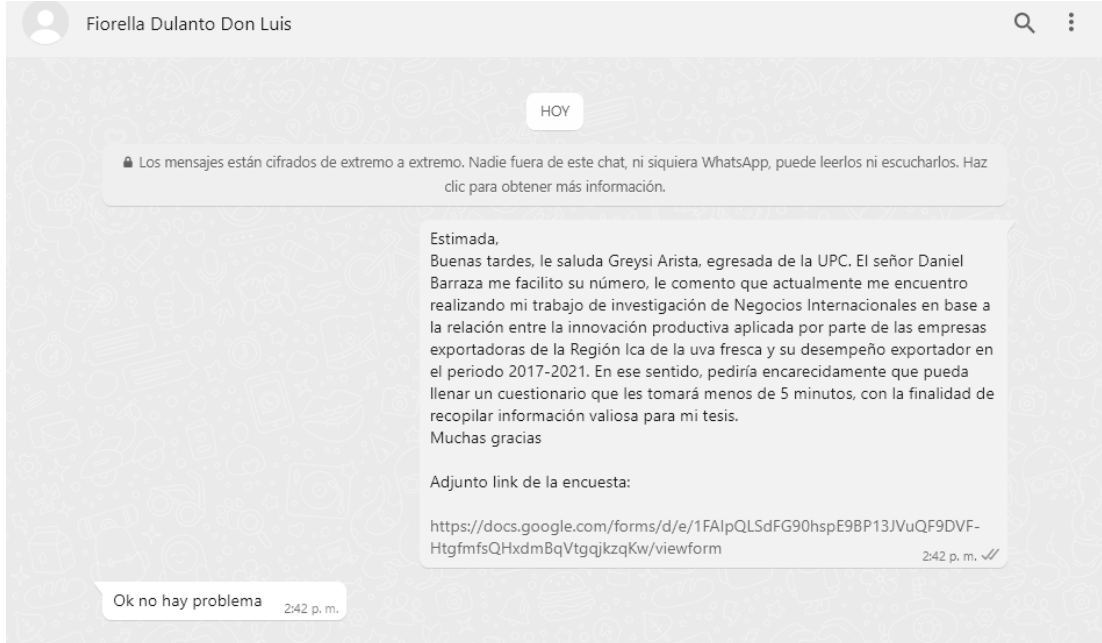 Fiorella Dulanto Don Luis
HOY
Los mensajes están cifrados de extremo a extremo. Nadie fuera de este chat, ni siquiera WhatsApp, puede leerlos ni escucharlos. Haz
clic para obtener más información.
Estimada,
Buenas tardes, le saluda Greysi Arista, egresada de la UPC. El señor Daniel
Barraza me facilito su número, le comento que actualmente me encuentro
realizando mi trabajo de investigación de Negocios Internacionales en base a
la relación entre la innovación productiva aplicada por parte de las empresas
exportadoras de la Región Ica de la uva fresca y su desempeño exportador en
el periodo 2017-2021. En ese sentido, pediría encarecidamente que pueda
llenar un cuestionario que les tomará menos de 5 minutos, con la finalidad de
recopilar información valiosa para mi tesis.
Muchas gracias
Adjunto link de la encuesta:
https://docs.google.com/forms/d/e/1FAIpQLSdFG90hspE9BP13JVuQF9DVF-
HtgfmfsQHxdmBqVtgqjkzqKw/viewform
2:42 p. m.
Ok no hay problema
2:42 p. m.